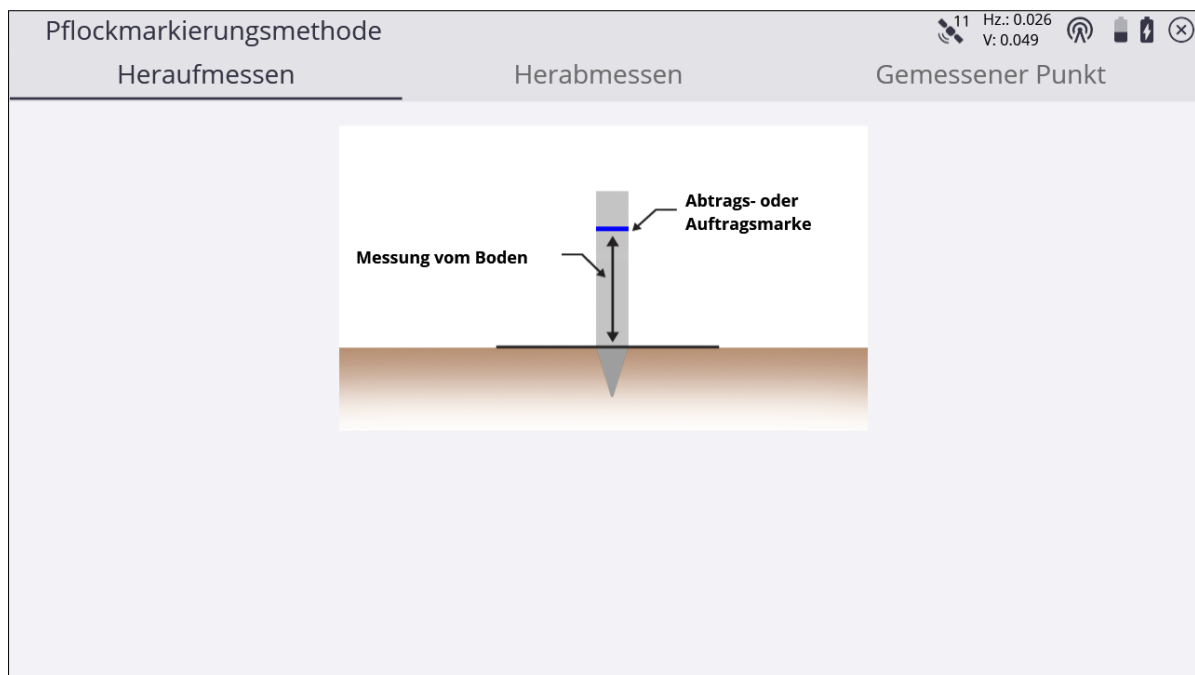 Pflockmarkierungsmethode
11
Hz.: 0.026
V: 0.049
Heraufmessen
Herabmessen
Gemessener Punkt
Abtrags- oder
Auftragsmarke
Messung vom Boden